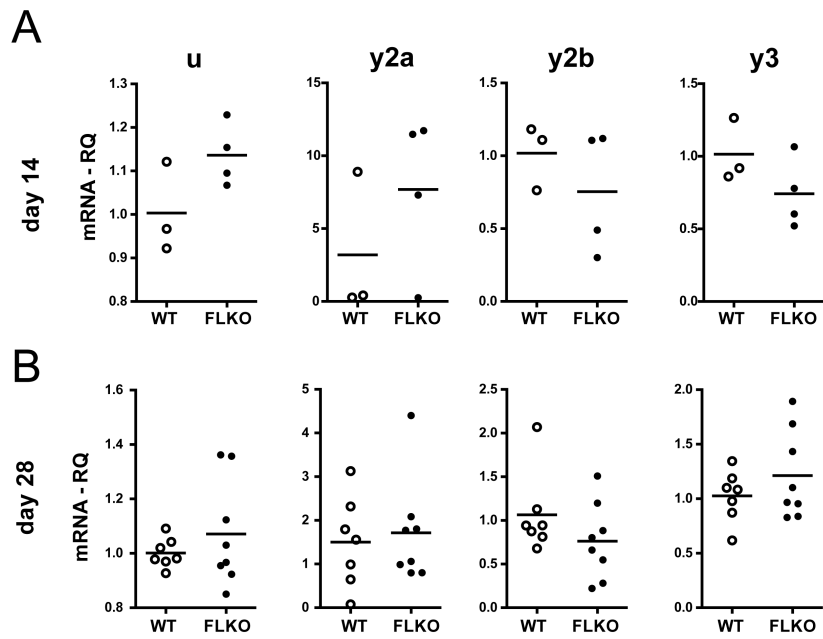 A
u y2a y2b y3
day 14
mRNA - RQ
1.3
1.2
1.1
1.0
0.9
0.8
WT FLKO
15
10
5
0
WT FLKO
1.5
1.0
0.5
0.0
WT FLKO
1.5
1.0
0.5
0.0
WT FLKO
B
day 28
mRNA - RQ
1.6
1.4
1.2
1.0
0.8
WT FLKO
5
4
3
2
1
0
WT FLKO
2.5
2.0
1.5
1.0
0.5
0.0
WT FLKO
2.0
1.5
1.0
0.5
0.0
WT FLKO